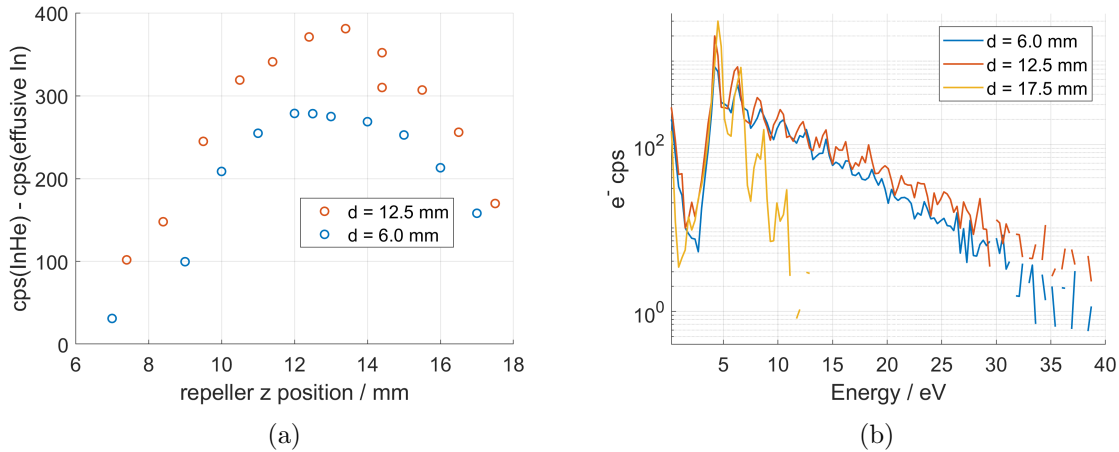 400
300
200
100
0
6 8 10 12 14 16 18
cps(InHe) - cps(effusive In)
repeller z position / mm
d = 12.5 mm
d = 6.0 mm
(a)
10²
10⁰
0 5 10 15 20 25 30 35 40
e⁻ cps
Energy / eV
d = 6.0 mm
d = 12.5 mm
d = 17.5 mm
(b)